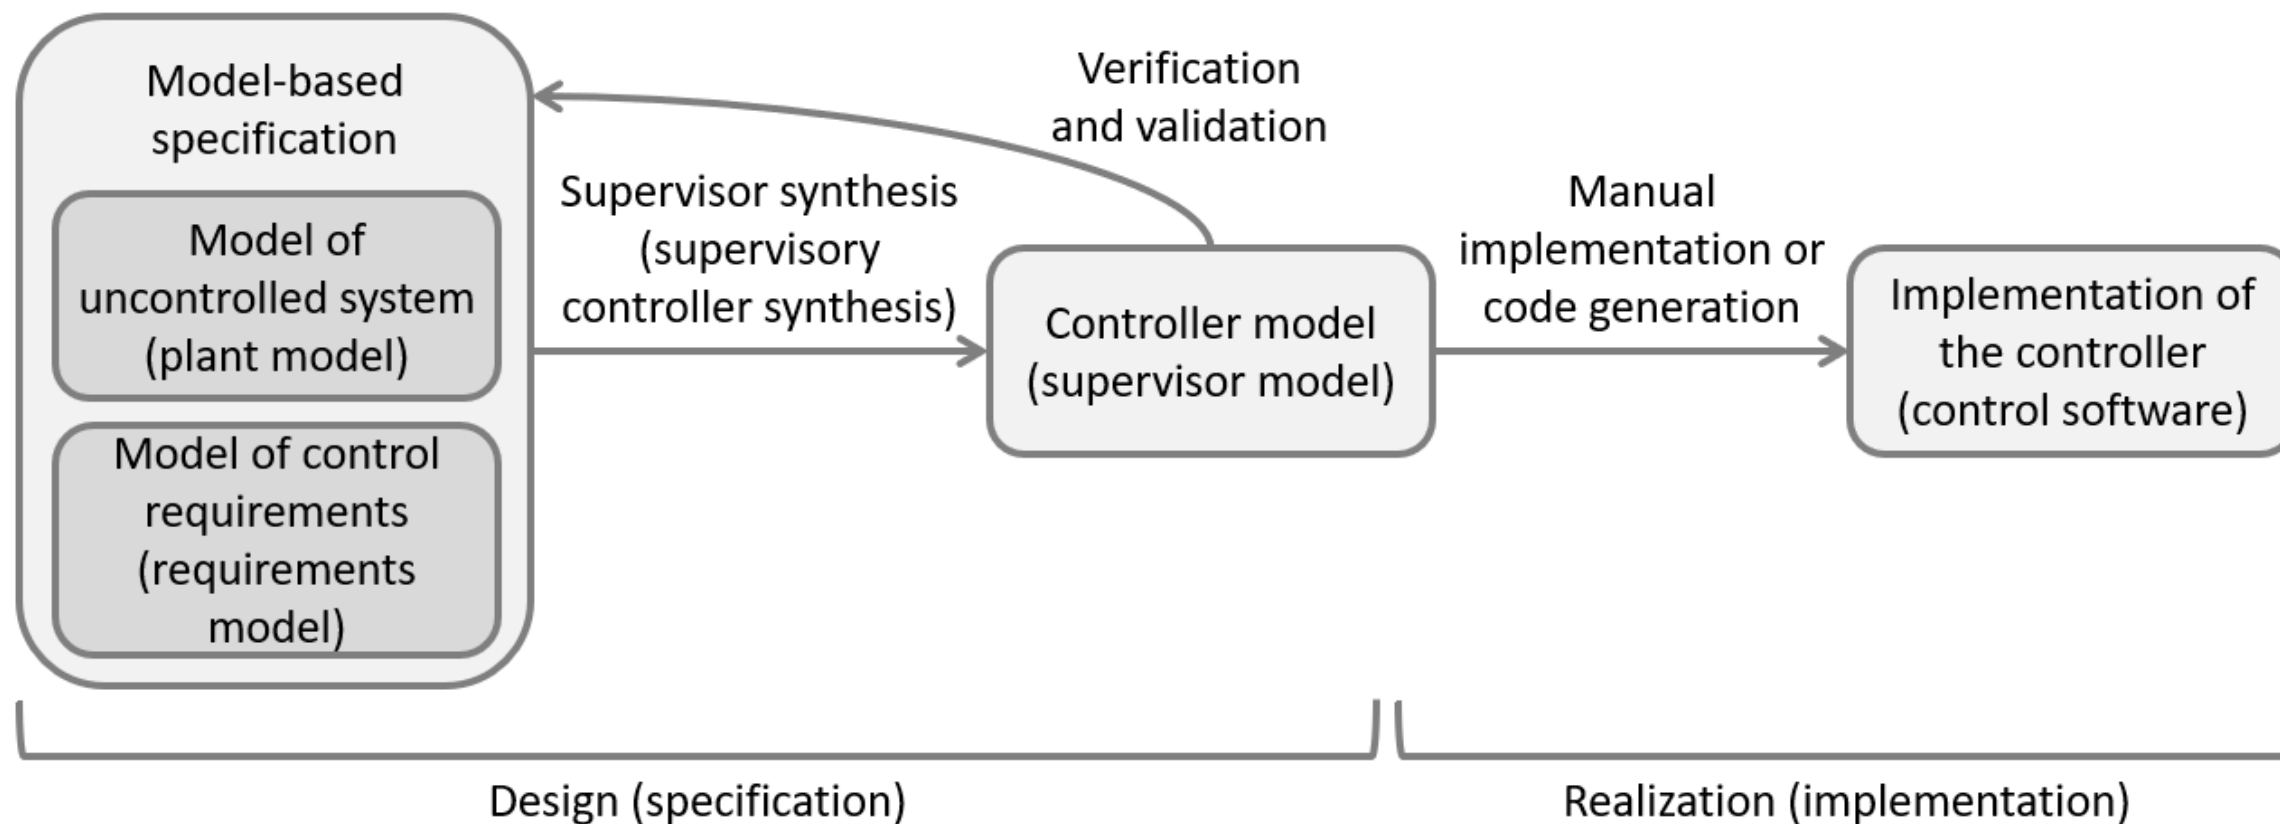 Model-based
specification
Model of
uncontrolled system
(plant model)
Model of control
requirements
(requirements
model)
Supervisor synthesis
(supervisory
controller synthesis)
Verification
and validation
Controller model
(supervisor model)
Manual
implementation or
code generation
Implementation of
the controller
(control software)
Design (specification)
Realization (implementation)